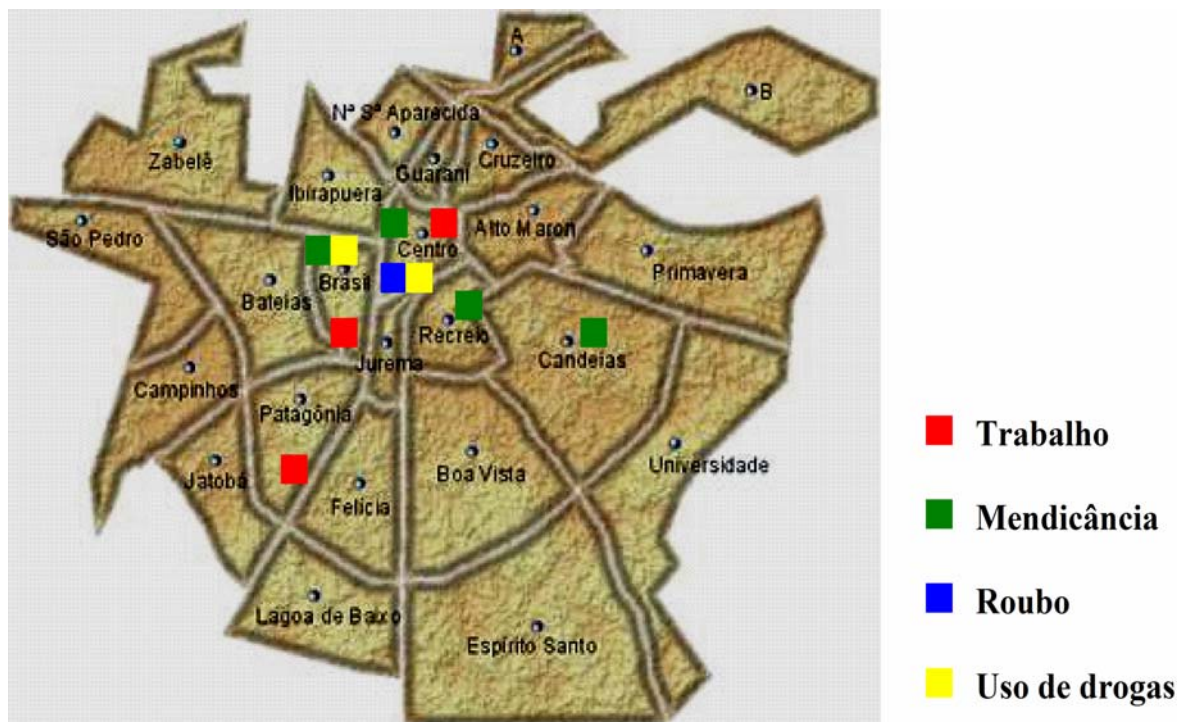 A
B
Nª Sª Aparecida
Zabelê
Guarani
Cruzeiro
Ibirapuera
São Pedro
Centro
Alto Maron
Primavera
Bateias
Brasil
Recreio
Jurema
Candeias
Campinhos
Patagônia
Jatobá
Felícia
Boa Vista
Universidade
Lagoa de Baixo
Espírito Santo
Trabalho
Mendicância
Roubo
Uso de drogas